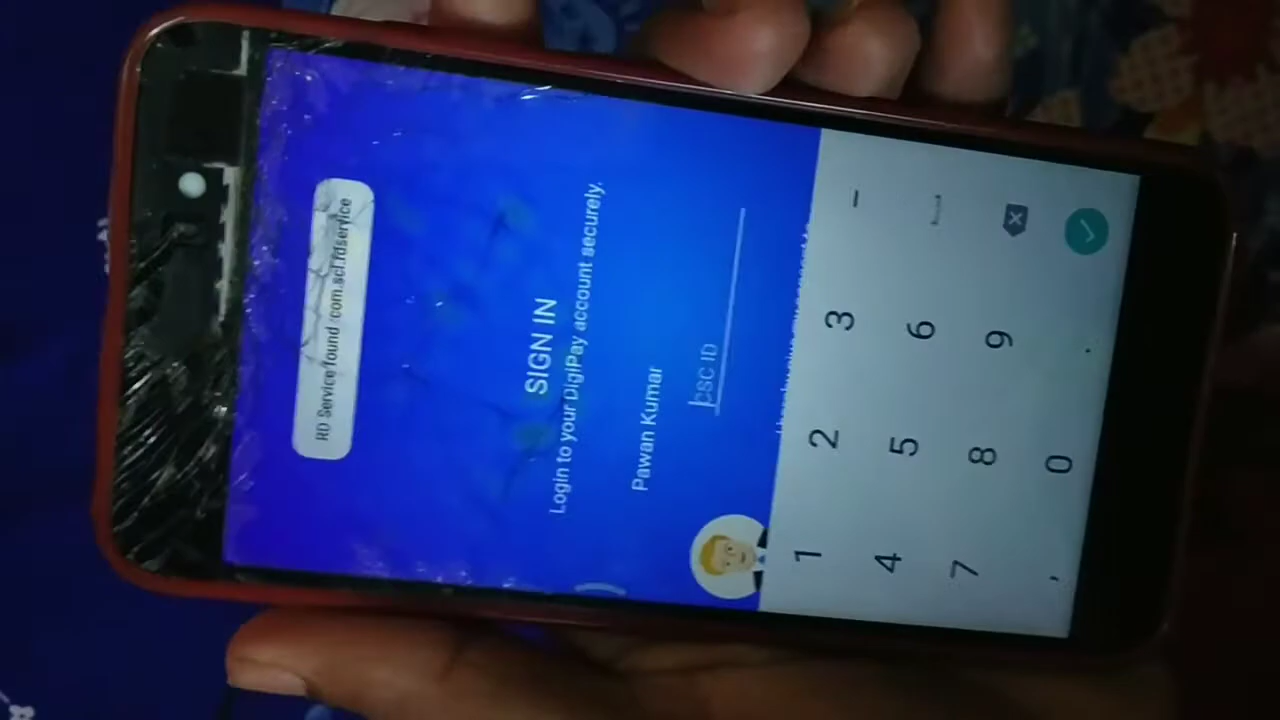 RD Service found :com.scl.rdservice
SIGN IN
Login to your DigiPay account securely.
Pawan Kumar
CSC ID
1 2 3 -
4 5 6
7 8 9
, 0 .